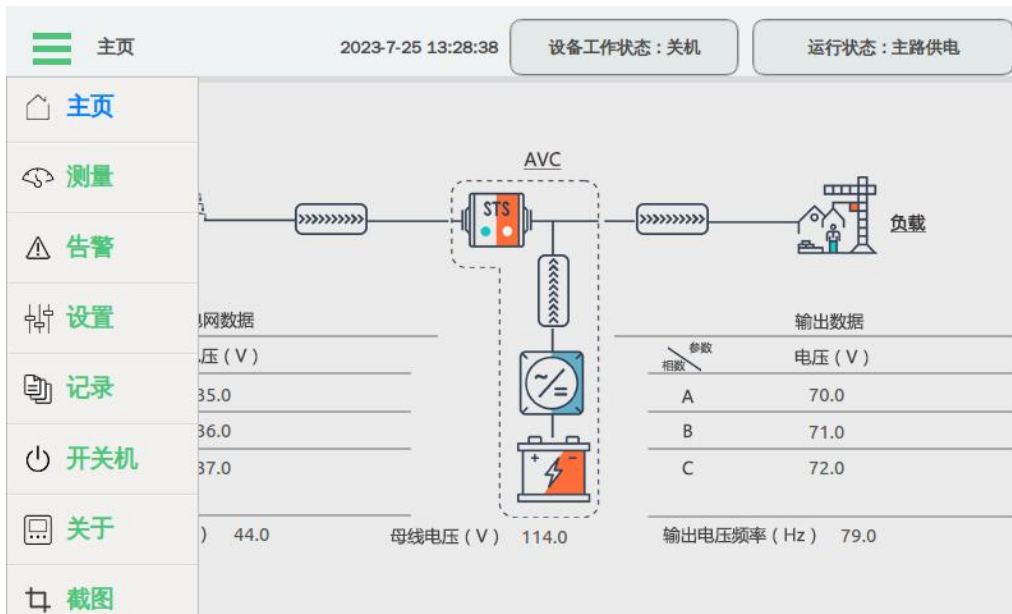 主页
2023-7-25 13:28:38
设备工作状态：关机
运行状态：主路供电
主页
测量
告警
设置
记录
开关机
关于
截图
AVC
STS
负载
网数据
压（V）
35.0
36.0
37.0
） 44.0
母线电压（V） 114.0
输出数据
参数
相数
电压（V）
A 70.0
B 71.0
C 72.0
输出电压频率（Hz） 79.0